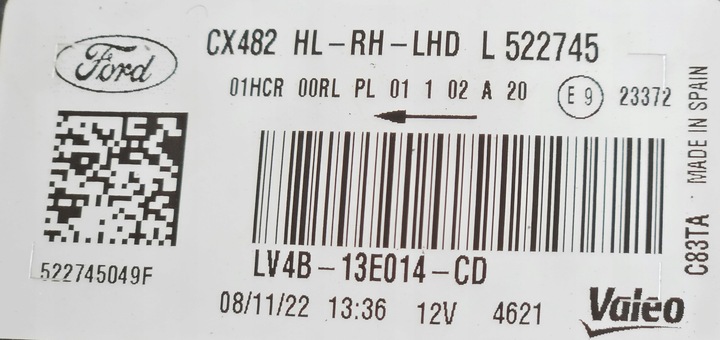 Ford
CX482 HL-RH-LHD L 522745
01HCR 00RL PL 01 1 02 A 20 E 9 23372
LV4B-13E014-CD
522745049F
08/11/22 13:36 12V 4621 Valeo
C83TA · MADE IN SPAIN